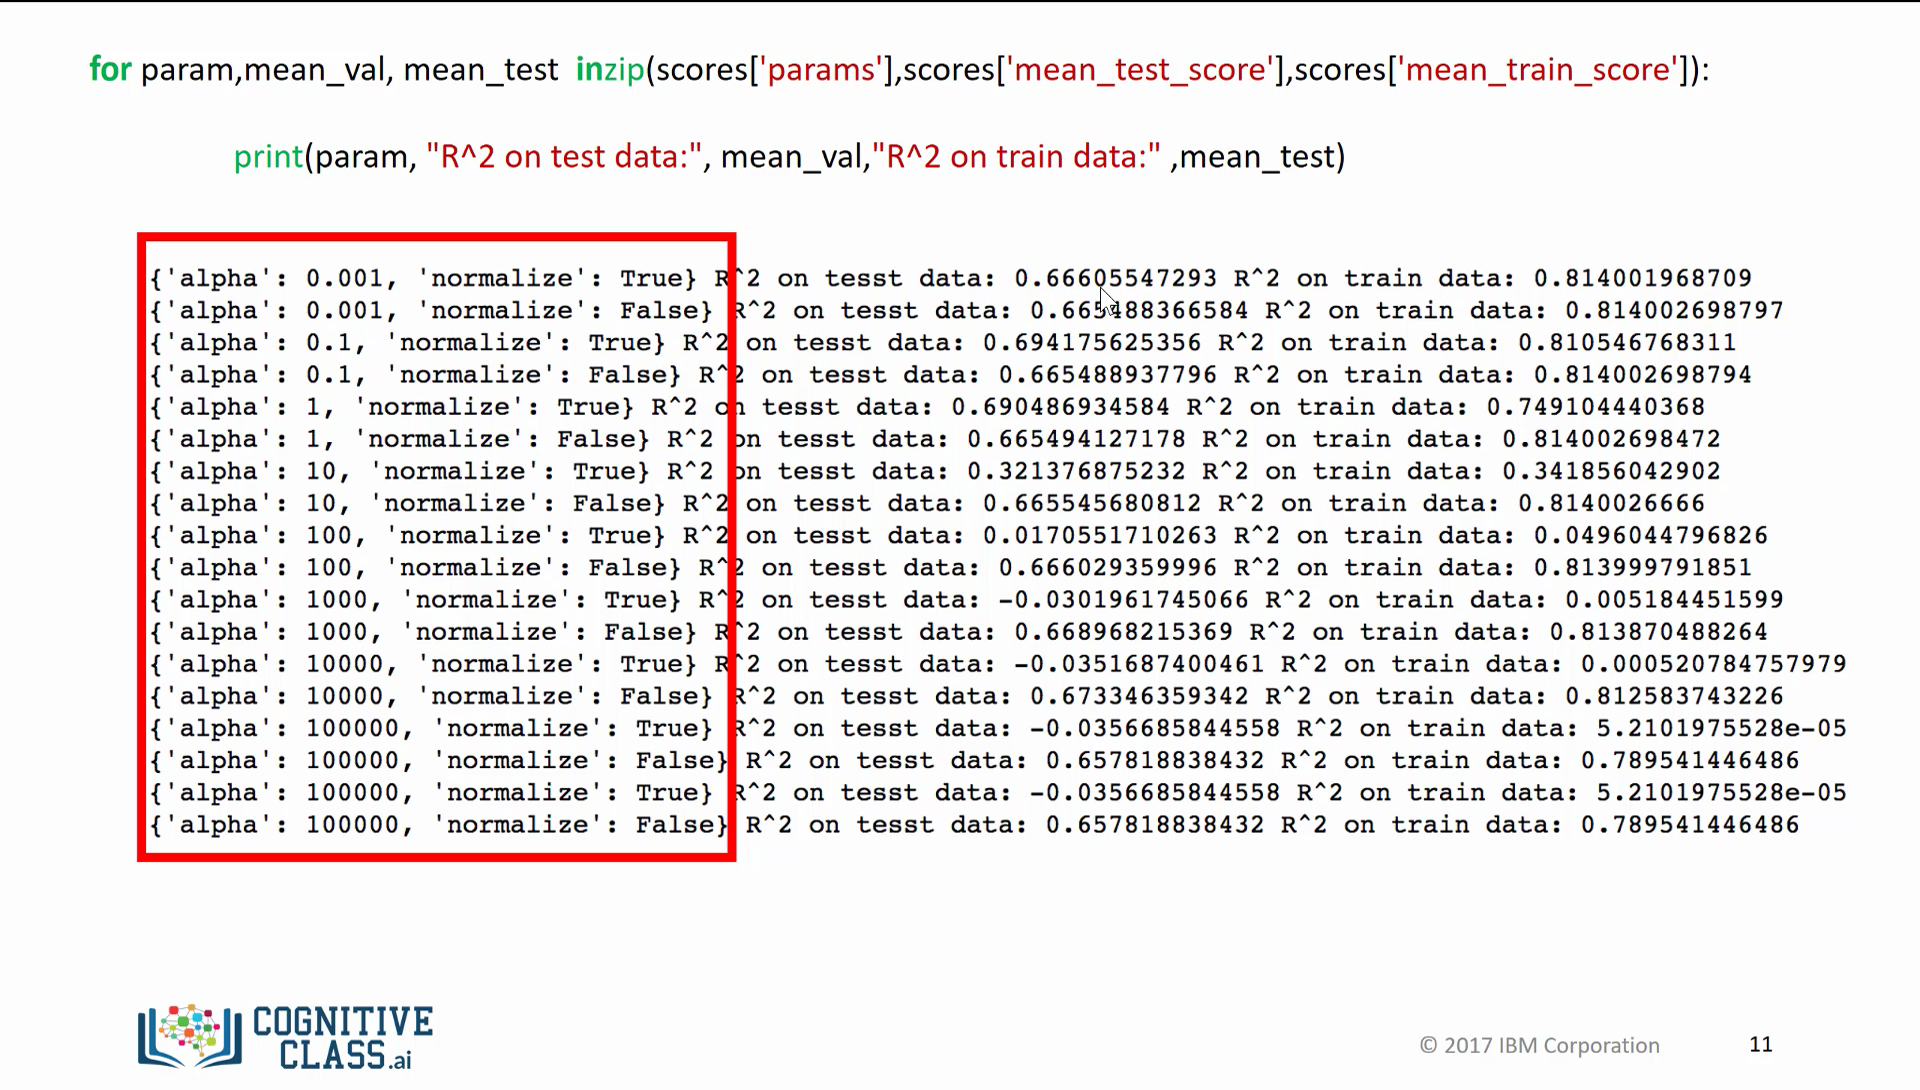 for param,mean_val, mean_test inzip(scores['params'],scores['mean_test_score'],scores['mean_train_score']):
print(param, "R^2 on test data:", mean_val,"R^2 on train data:" ,mean_test)
{'alpha': 0.001, 'normalize': True} R^2 on tesst data: 0.66605547293 R^2 on train data: 0.814001968709
{'alpha': 0.001, 'normalize': False} R^2 on tesst data: 0.665488366584 R^2 on train data: 0.814002698797
{'alpha': 0.1, 'normalize': True} R^2 on tesst data: 0.694175625356 R^2 on train data: 0.810546768311
{'alpha': 0.1, 'normalize': False} R^2 on tesst data: 0.665488937796 R^2 on train data: 0.814002698794
{'alpha': 1, 'normalize': True} R^2 on tesst data: 0.690486934584 R^2 on train data: 0.749104440368
{'alpha': 1, 'normalize': False} R^2 on tesst data: 0.665494127178 R^2 on train data: 0.814002698472
{'alpha': 10, 'normalize': True} R^2 on tesst data: 0.321376875232 R^2 on train data: 0.341856042902
{'alpha': 10, 'normalize': False} R^2 on tesst data: 0.665545680812 R^2 on train data: 0.8140026666
{'alpha': 100, 'normalize': True} R^2 on tesst data: 0.0170551710263 R^2 on train data: 0.0496044796826
{'alpha': 100, 'normalize': False} R^2 on tesst data: 0.666029359996 R^2 on train data: 0.813999791851
{'alpha': 1000, 'normalize': True} R^2 on tesst data: -0.0301961745066 R^2 on train data: 0.005184451599
{'alpha': 1000, 'normalize': False} R^2 on tesst data: 0.668968215369 R^2 on train data: 0.813870488264
{'alpha': 10000, 'normalize': True} R^2 on tesst data: -0.0351687400461 R^2 on train data: 0.000520784757979
{'alpha': 10000, 'normalize': False} R^2 on tesst data: 0.673346359342 R^2 on train data: 0.812583743226
{'alpha': 100000, 'normalize': True} R^2 on tesst data: -0.0356685844558 R^2 on train data: 5.2101975528e-05
{'alpha': 100000, 'normalize': False} R^2 on tesst data: 0.657818838432 R^2 on train data: 0.789541446486
{'alpha': 100000, 'normalize': True} R^2 on tesst data: -0.0356685844558 R^2 on train data: 5.2101975528e-05
{'alpha': 100000, 'normalize': False} R^2 on tesst data: 0.657818838432 R^2 on train data: 0.789541446486
COGNITIVE
CLASS.ai
© 2017 IBM Corporation
11